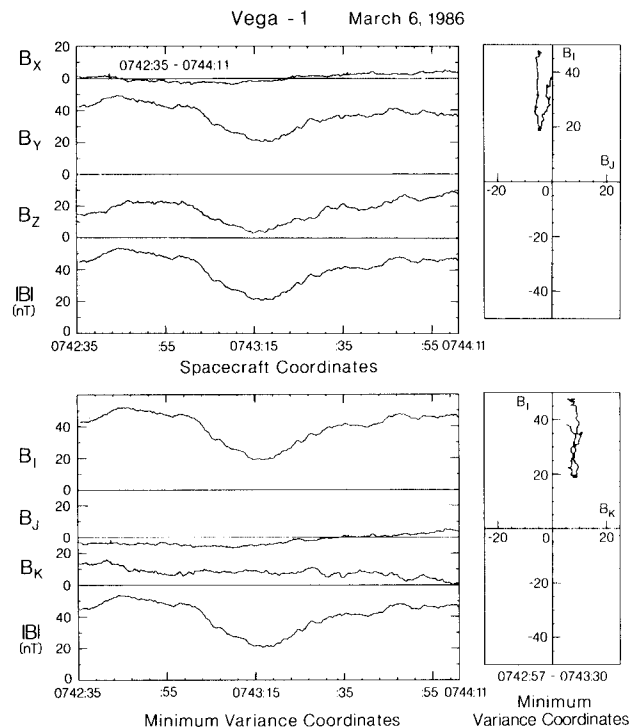 Vega - 1 March 6, 1986
20
B_X
0742:35 - 0744:11
0
40
B_Y
20
0
B_Z
20
0
40
|B|
(nT)
20
0
0742:35 :55 0743:15 :35 :55 0744:11
Spacecraft Coordinates
B_I
40
20
B_J
-20 0 20
-20
-40
40
B_I
20
0
B_J
20
0
B_K
20
0
40
|B|
(nT)
20
0
0742:35 :55 0743:15 :35 :55 0744:11
Minimum Variance Coordinates
B_I
40
20
B_K
-20 0 20
-20
-40
0742:57 - 0743:30
Minimum
Variance Coordinates